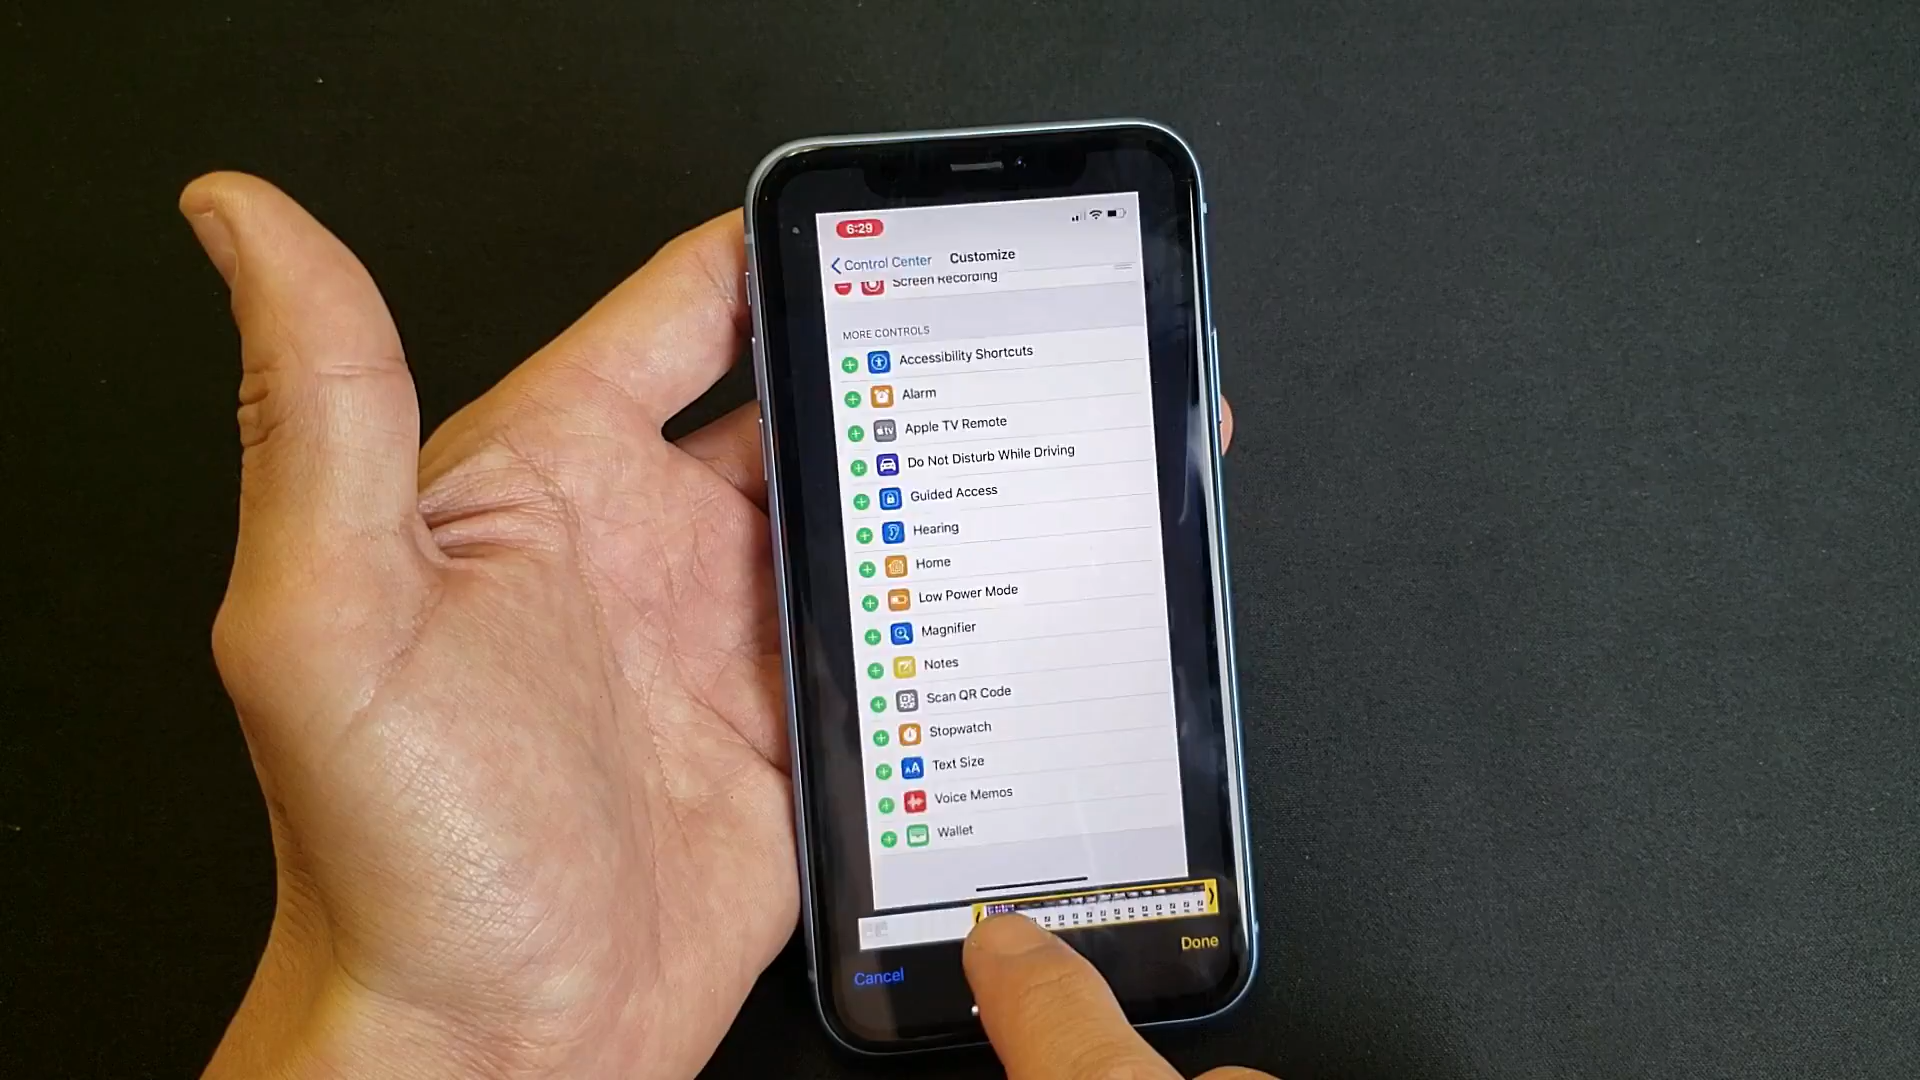 6:29
Control Center Customize
Screen Recording
MORE CONTROLS
Accessibility Shortcuts
Alarm
tv Apple TV Remote
Do Not Disturb While Driving
Guided Access
Hearing
Home
Low Power Mode
Magnifier
Notes
Scan QR Code
Stopwatch
AA Text Size
Voice Memos
Wallet
Done
Cancel